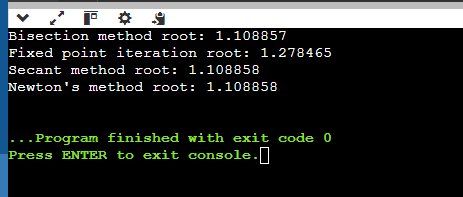 Bisection method root: 1.108857
Fixed point iteration root: 1.278465
Secant method root: 1.108858
Newton's method root: 1.108858
...Program finished with exit code 0
Press ENTER to exit console.